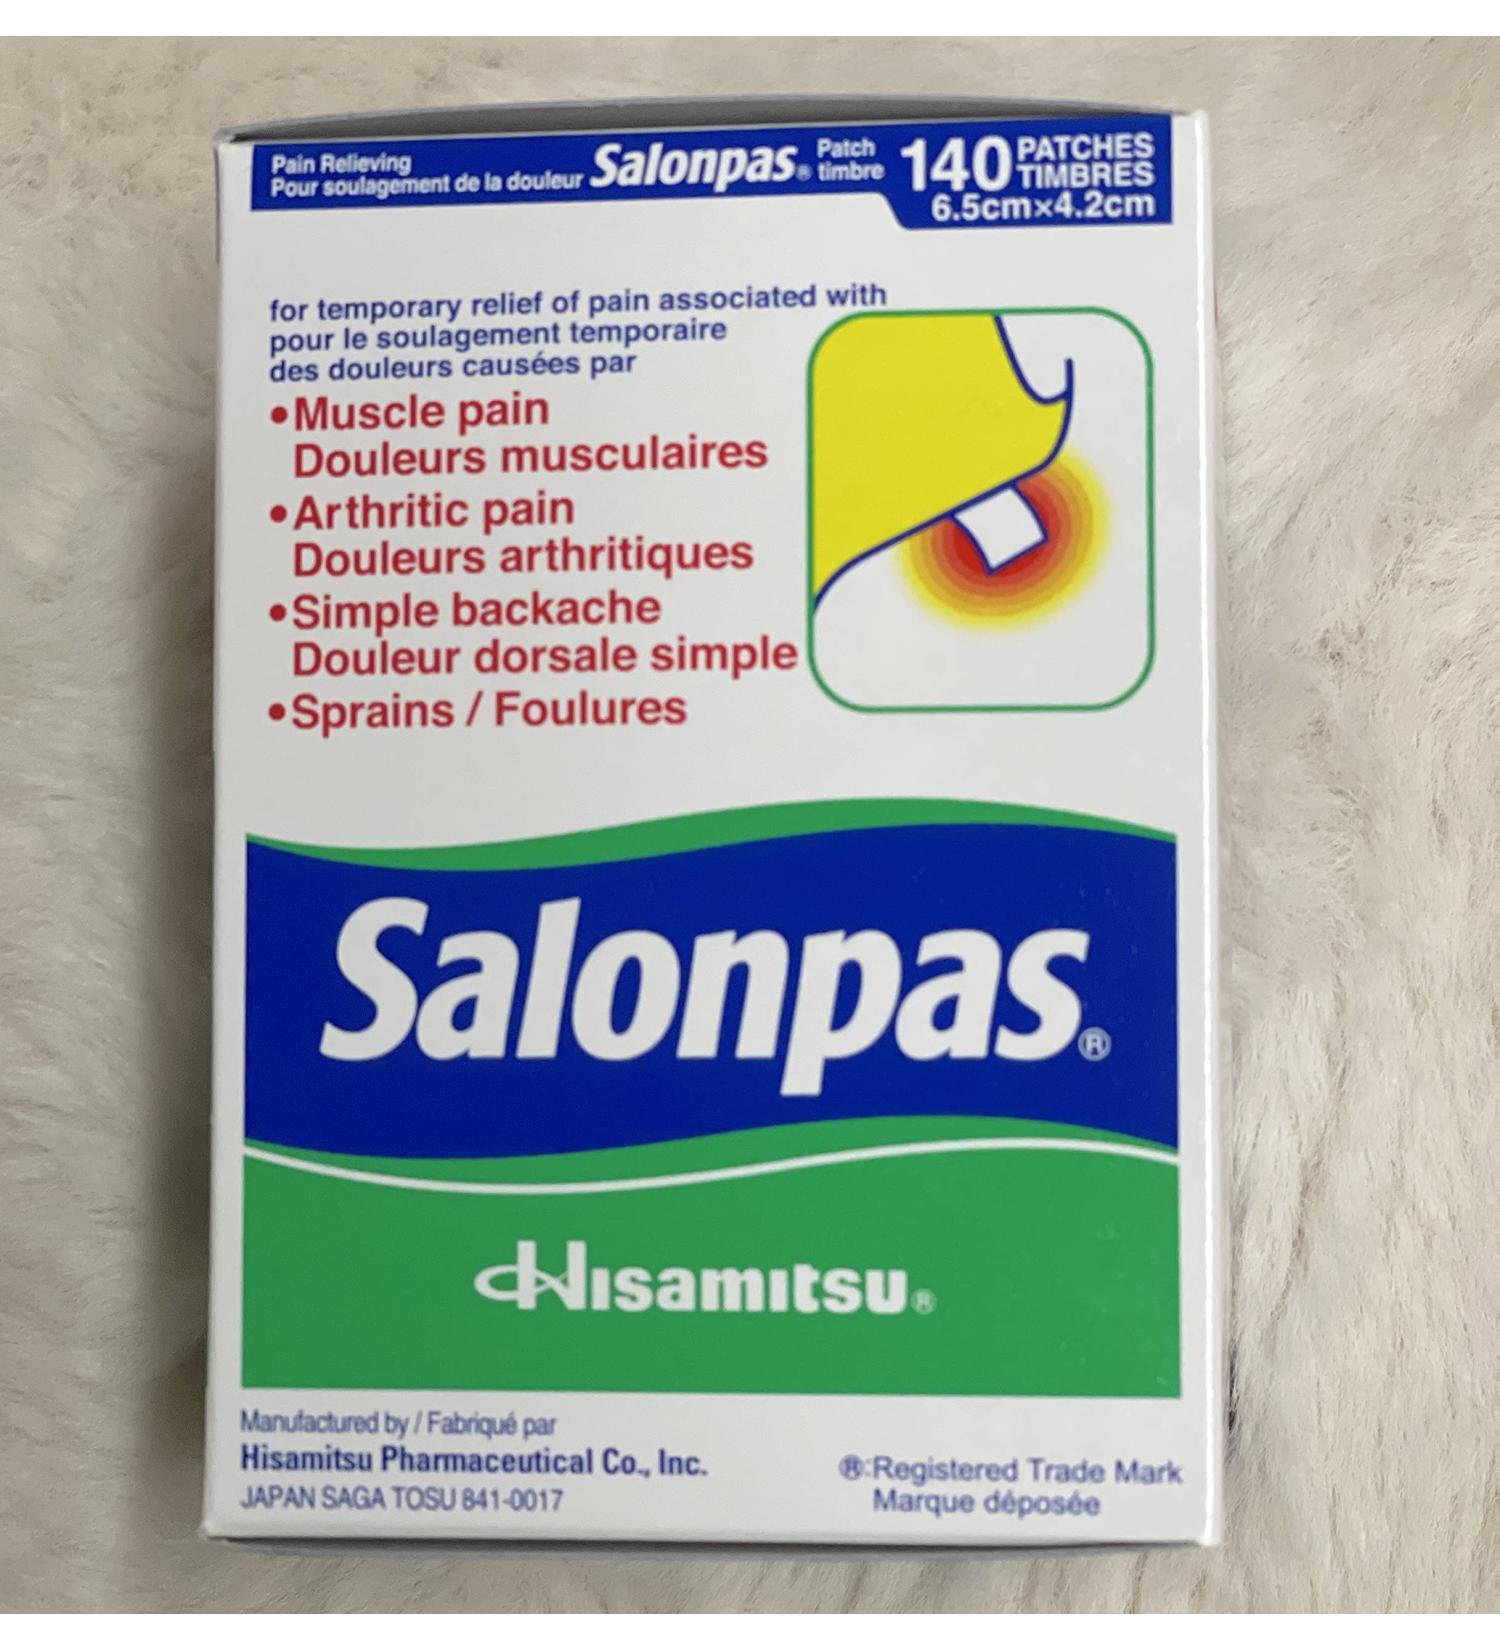 Pain Relieving
Pour soulagement de la douleur Salonpas® Patch timbre
140 PATCHES TIMBRES
6.5cm×4.2cm
for temporary relief of pain associated with
pour le soulagement temporaire
des douleurs causées par
•Muscle pain
Douleurs musculaires
•Arthritic pain
Douleurs arthritiques
•Simple backache
Douleur dorsale simple
•Sprains / Foulures
Salonpas®
Hisamitsu®
Manufactured by / Fabriqué par
Hisamitsu Pharmaceutical Co., Inc.
JAPAN SAGA TOSU 841-0017
®:Registered Trade Mark
Marque déposée